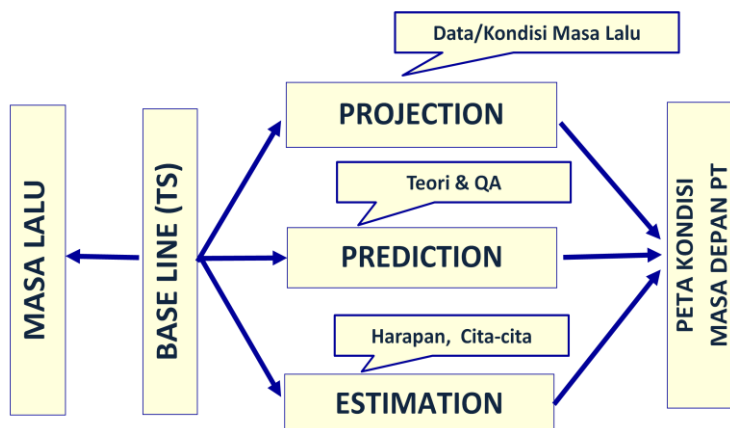 Data/Kondisi Masa Lalu
PROJECTION
Teori & QA
PREDICTION
Harapan, Cita-cita
ESTIMATION
MASA LALU
BASE LINE (TS)
PETA KONDISI
MASA DEPAN PT